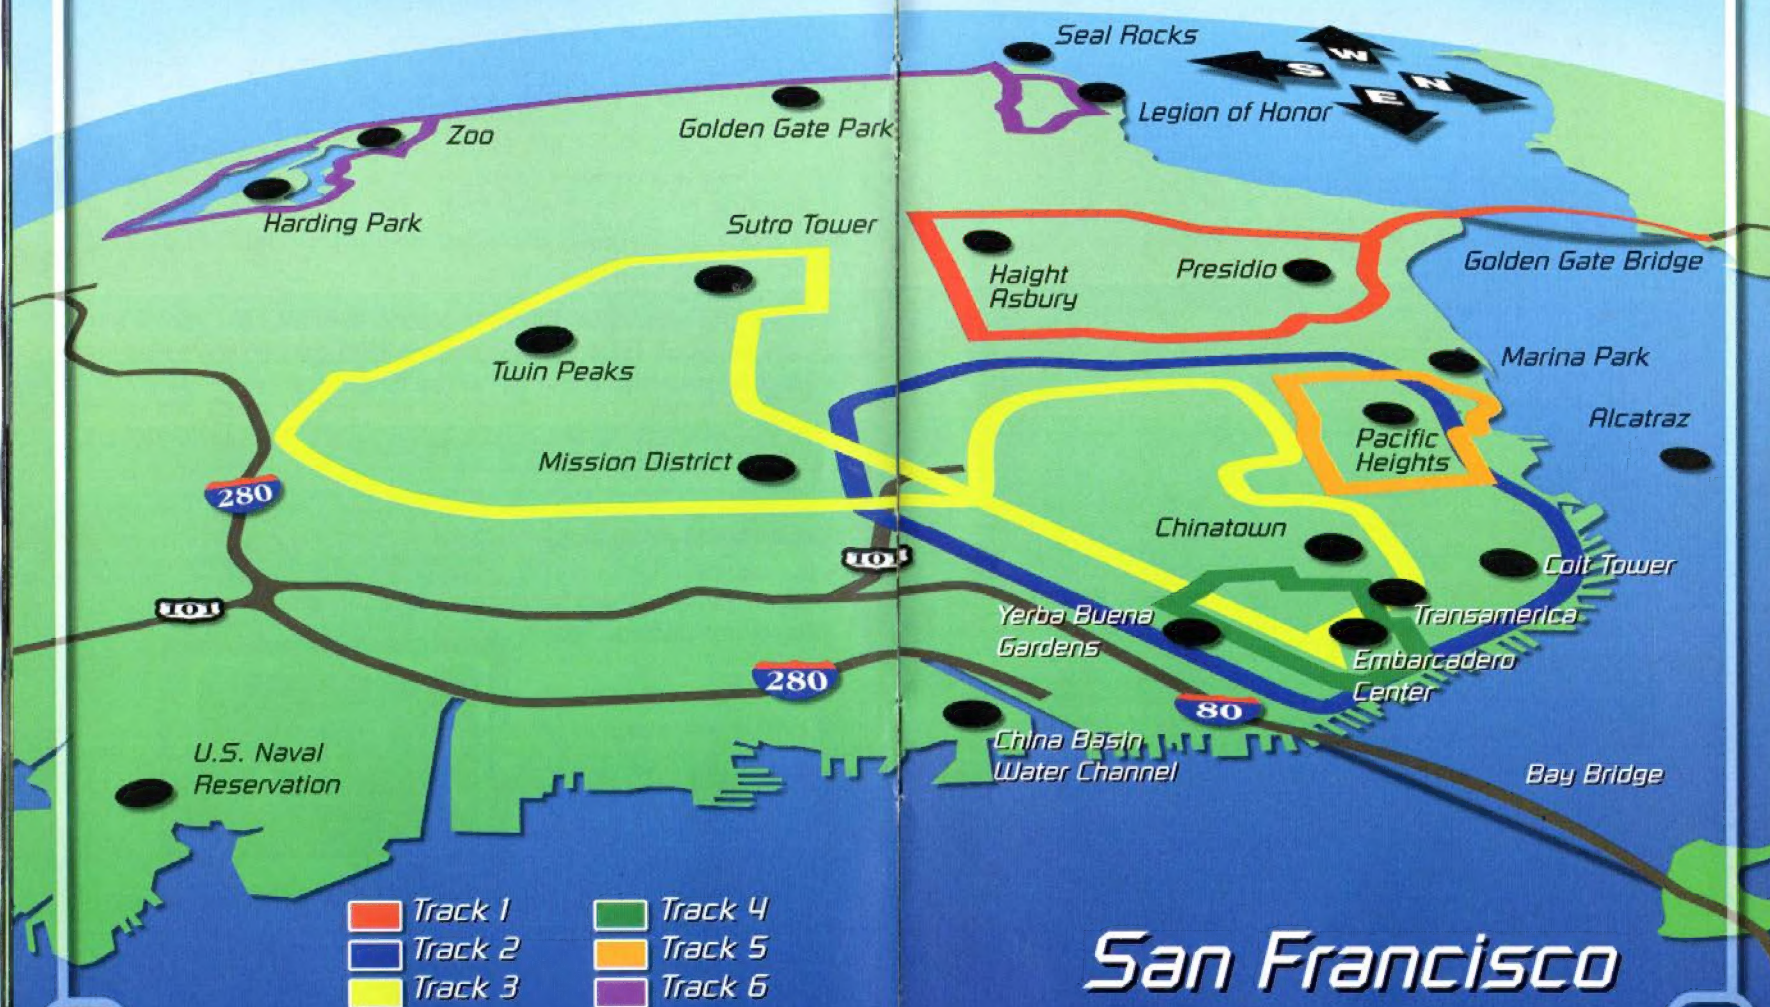 Seal Rocks
W
S
N
E
Legion of Honor
Zoo
Golden Gate Park
Harding Park
Sutro Tower
Haight
Asbury
Presidio
Golden Gate Bridge
Twin Peaks
Marina Park
Alcatraz
Pacific
Heights
Mission District
280
Chinatown
101
Coit Tower
101
Yerba Buena
Gardens
Transamerica
Embarcadero
Center
280
80
China Basin
Water Channel
U.S. Naval
Reservation
Bay Bridge
Track 1
Track 2
Track 3
Track 4
Track 5
Track 6
San Francisco